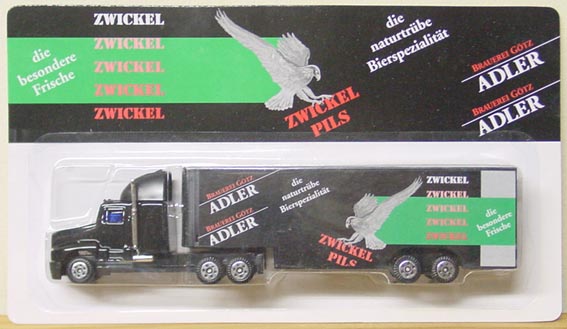 ZWICKEL
ZWICKEL
ZWICKEL
ZWICKEL
ZWICKEL
die
besondere
Frische
ZWICKEL
PILS
die
naturtrübe
Bierspezialität
BRAUEREI GÖTZ
ADLER
BRAUEREI GÖTZ
ADLER
BRAUEREI GÖTZ
ADLER
BRAUEREI GÖTZ
ADLER
die
naturtrübe
Bierspezialität
ZWICKEL
PILS
ZWICKEL
ZWICKEL
ZWICKEL
ZWICKEL
ZWICKEL
die
besondere
Frische